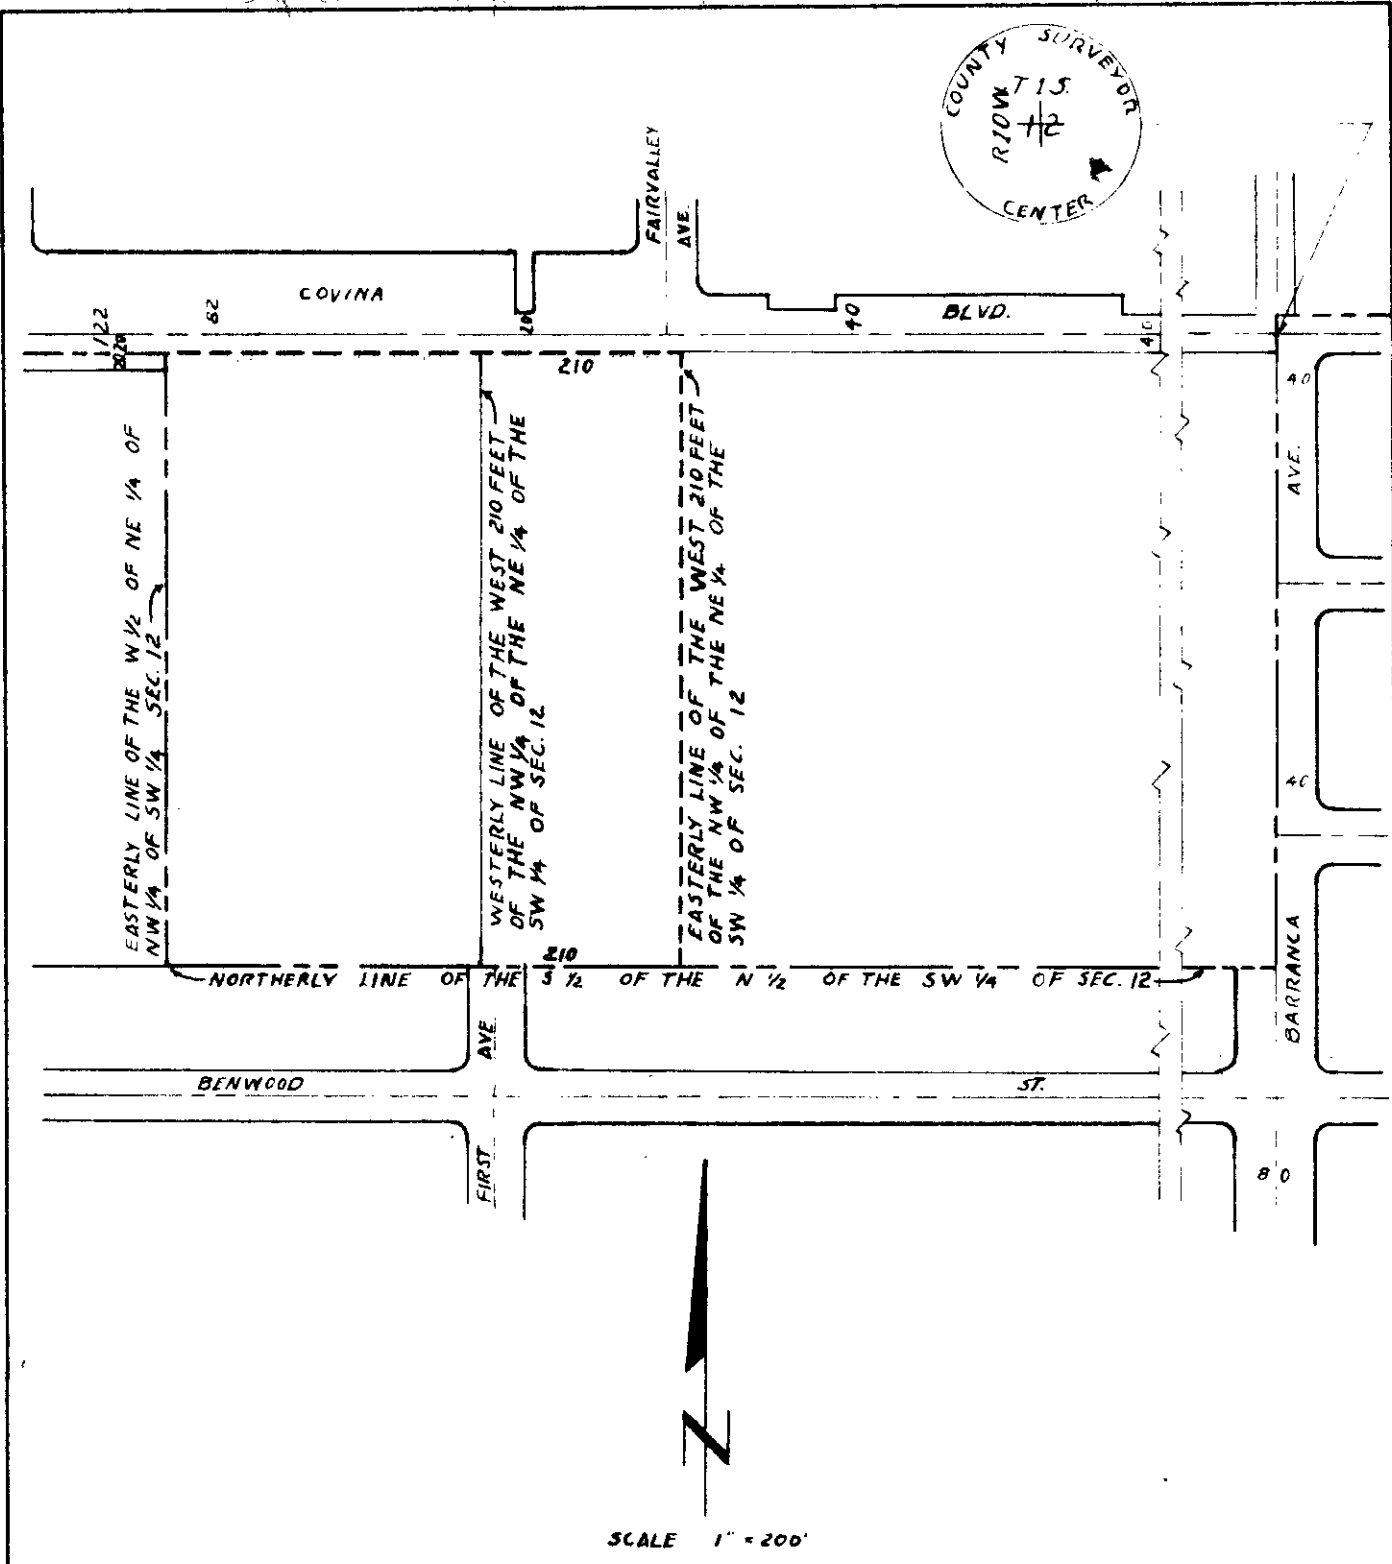 COUNTY SURVEYOR
T1S.
R10W
12
CENTER
FAIRVALLEY
AVE.
COVINA
BLVD.
122
82
20
20
20
40
40
210
40
EASTERLY LINE OF THE W 1/2 OF NE 1/4 OF
NW 1/4 OF SW 1/4 SEC. 12
WESTERLY LINE OF THE WEST 210 FEET
OF THE NW 1/4 OF THE NE 1/4 OF THE
SW 1/4 OF SEC. 12
EASTERLY LINE OF THE WEST 210 FEET
OF THE NW 1/4 OF THE NE 1/4 OF THE
SW 1/4 OF SEC. 12
AVE.
40
BARRANCA
210
NORTHERLY LINE OF THE S 1/2 OF THE N 1/2 OF THE SW 1/4 OF SEC. 12
AVE
BENWOOD ST.
FIRST
80
N
SCALE 1" = 200'